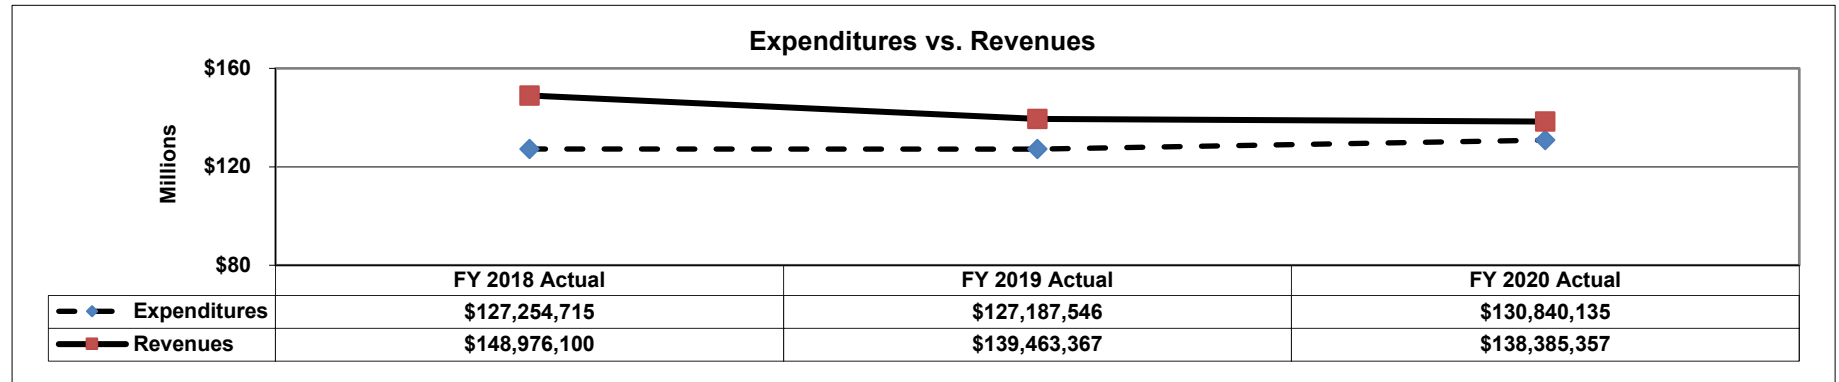 Expenditures vs. Revenues
$160
$120
$80
Millions
FY 2018 Actual FY 2019 Actual FY 2020 Actual
Expenditures $127,254,715 $127,187,546 $130,840,135
Revenues $148,976,100 $139,463,367 $138,385,357